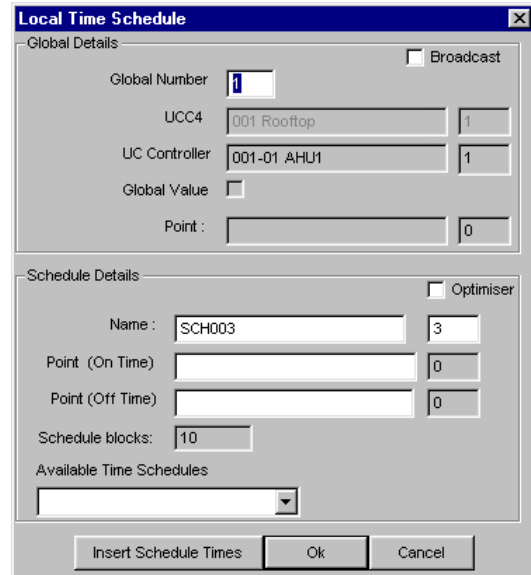 Local Time Schedule
Global Details
Broadcast
Global Number 1
UCC4 001 Rooftop 1
UC Controller 001-01 AHU1 1
Global Value
Point : 0
Schedule Details
Optimiser
Name : SCH003 3
Point (On Time) 0
Point (Off Time) 0
Schedule blocks: 10
Available Time Schedules
Insert Schedule Times Ok Cancel